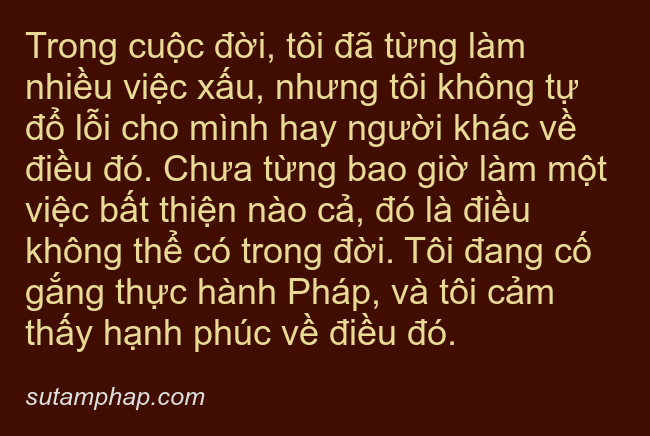 Trong cuộc đời, tôi đã từng làm
nhiều việc xấu, nhưng tôi không tự
đổ lỗi cho mình hay người khác về
điều đó. Chưa từng bao giờ làm một
việc bất thiện nào cả, đó là điều
không thể có trong đời. Tôi đang cố
gắng thực hành Pháp, và tôi cảm
thấy hạnh phúc về điều đó.
sutamphap.com